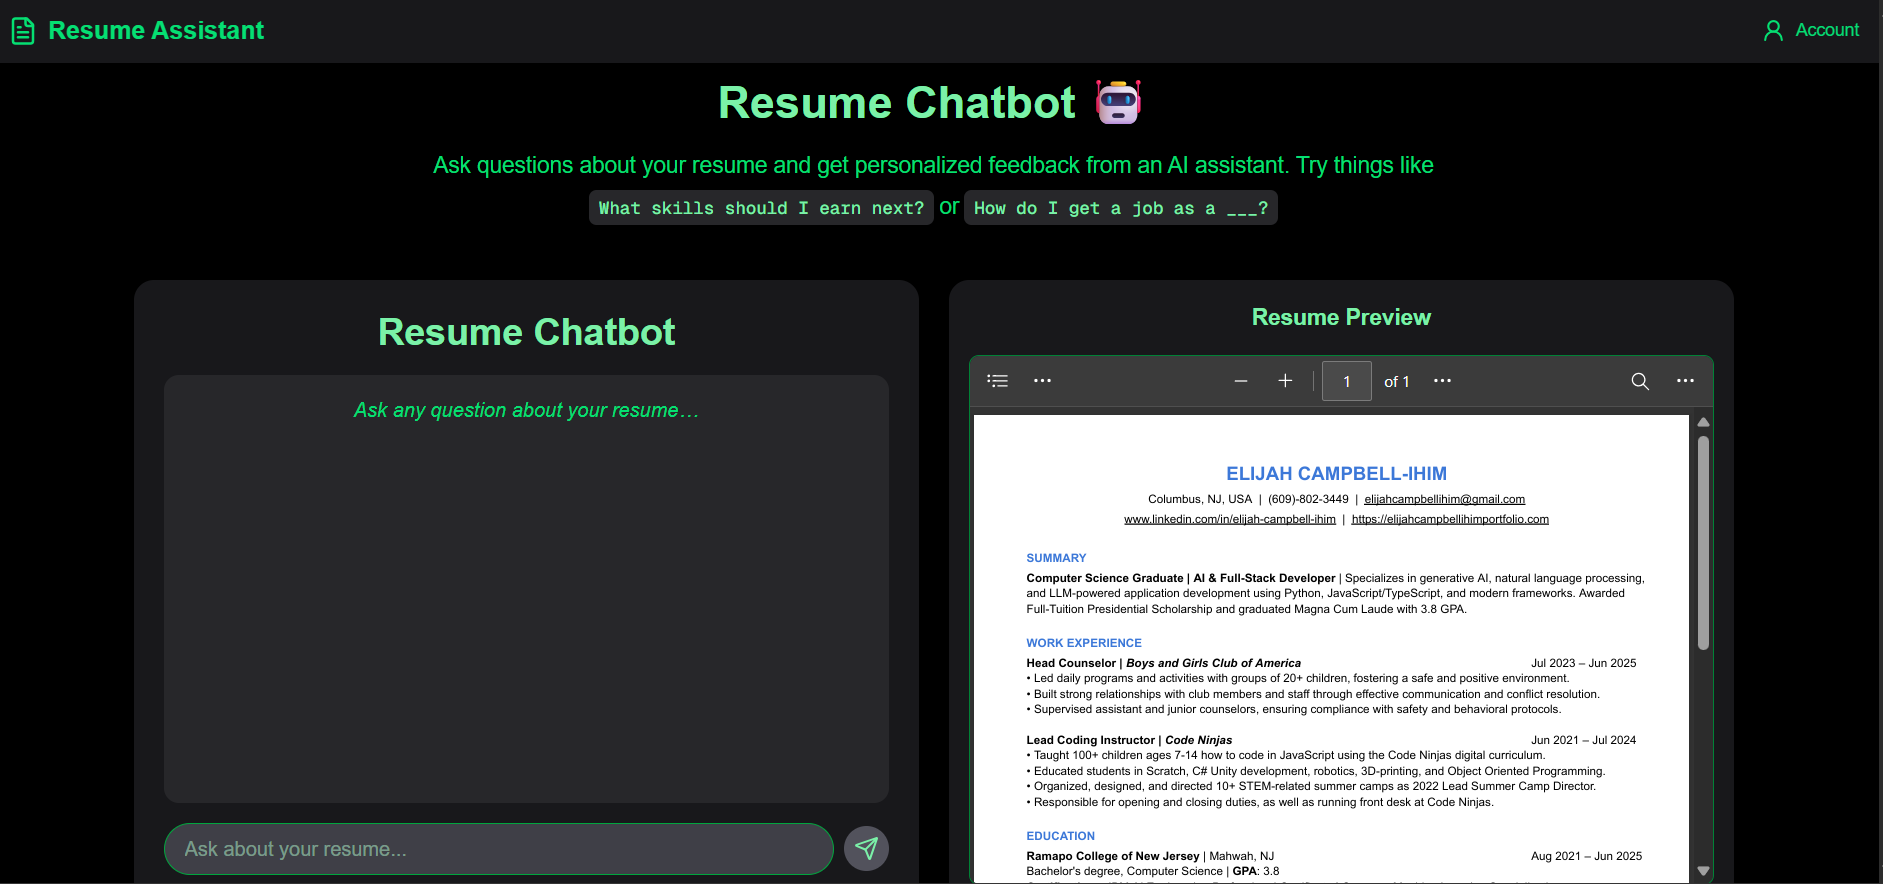 Resume Assistant
Account
Resume Chatbot
Ask questions about your resume and get personalized feedback from an AI assistant. Try things like
What skills should I earn next? or How do I get a job as a ___?
Resume Chatbot
Ask any question about your resume…
Ask about your resume...
Resume Preview
1 of 1
ELIJAH CAMPBELL-IHIM
Columbus, NJ, USA | (609)-802-3449 | elijahcampbellihim@gmail.com
www.linkedin.com/in/elijah-campbell-ihim | https://elijahcampbellihimportfolio.com
SUMMARY
Computer Science Graduate | AI & Full-Stack Developer | Specializes in generative AI, natural language processing,
and LLM-powered application development using Python, JavaScript/TypeScript, and modern frameworks. Awarded
Full-Tuition Presidential Scholarship and graduated Magna Cum Laude with 3.8 GPA.
WORK EXPERIENCE
Head Counselor | Boys and Girls Club of America Jul 2023 – Jun 2025
• Led daily programs and activities with groups of 20+ children, fostering a safe and positive environment.
• Built strong relationships with club members and staff through effective communication and conflict resolution.
• Supervised assistant and junior counselors, ensuring compliance with safety and behavioral protocols.
Lead Coding Instructor | Code Ninjas Jun 2021 – Jul 2024
• Taught 100+ children ages 7-14 how to code in JavaScript using the Code Ninjas digital curriculum.
• Educated students in Scratch, C# Unity development, robotics, 3D-printing, and Object Oriented Programming.
• Organized, designed, and directed 10+ STEM-related summer camps as 2022 Lead Summer Camp Director.
• Responsible for opening and closing duties, as well as running front desk at Code Ninjas.
EDUCATION
Ramapo College of New Jersey | Mahwah, NJ Aug 2021 – Jun 2025
Bachelor's degree, Computer Science | GPA: 3.8